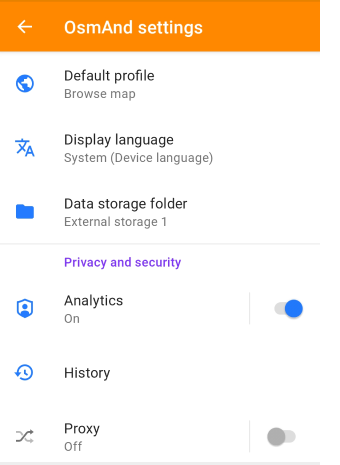 OsmAnd settings
Default profile
Browse map
Display language
System (Device language)
Data storage folder
External storage 1
Privacy and security
Analytics
On
History
Proxy
Off